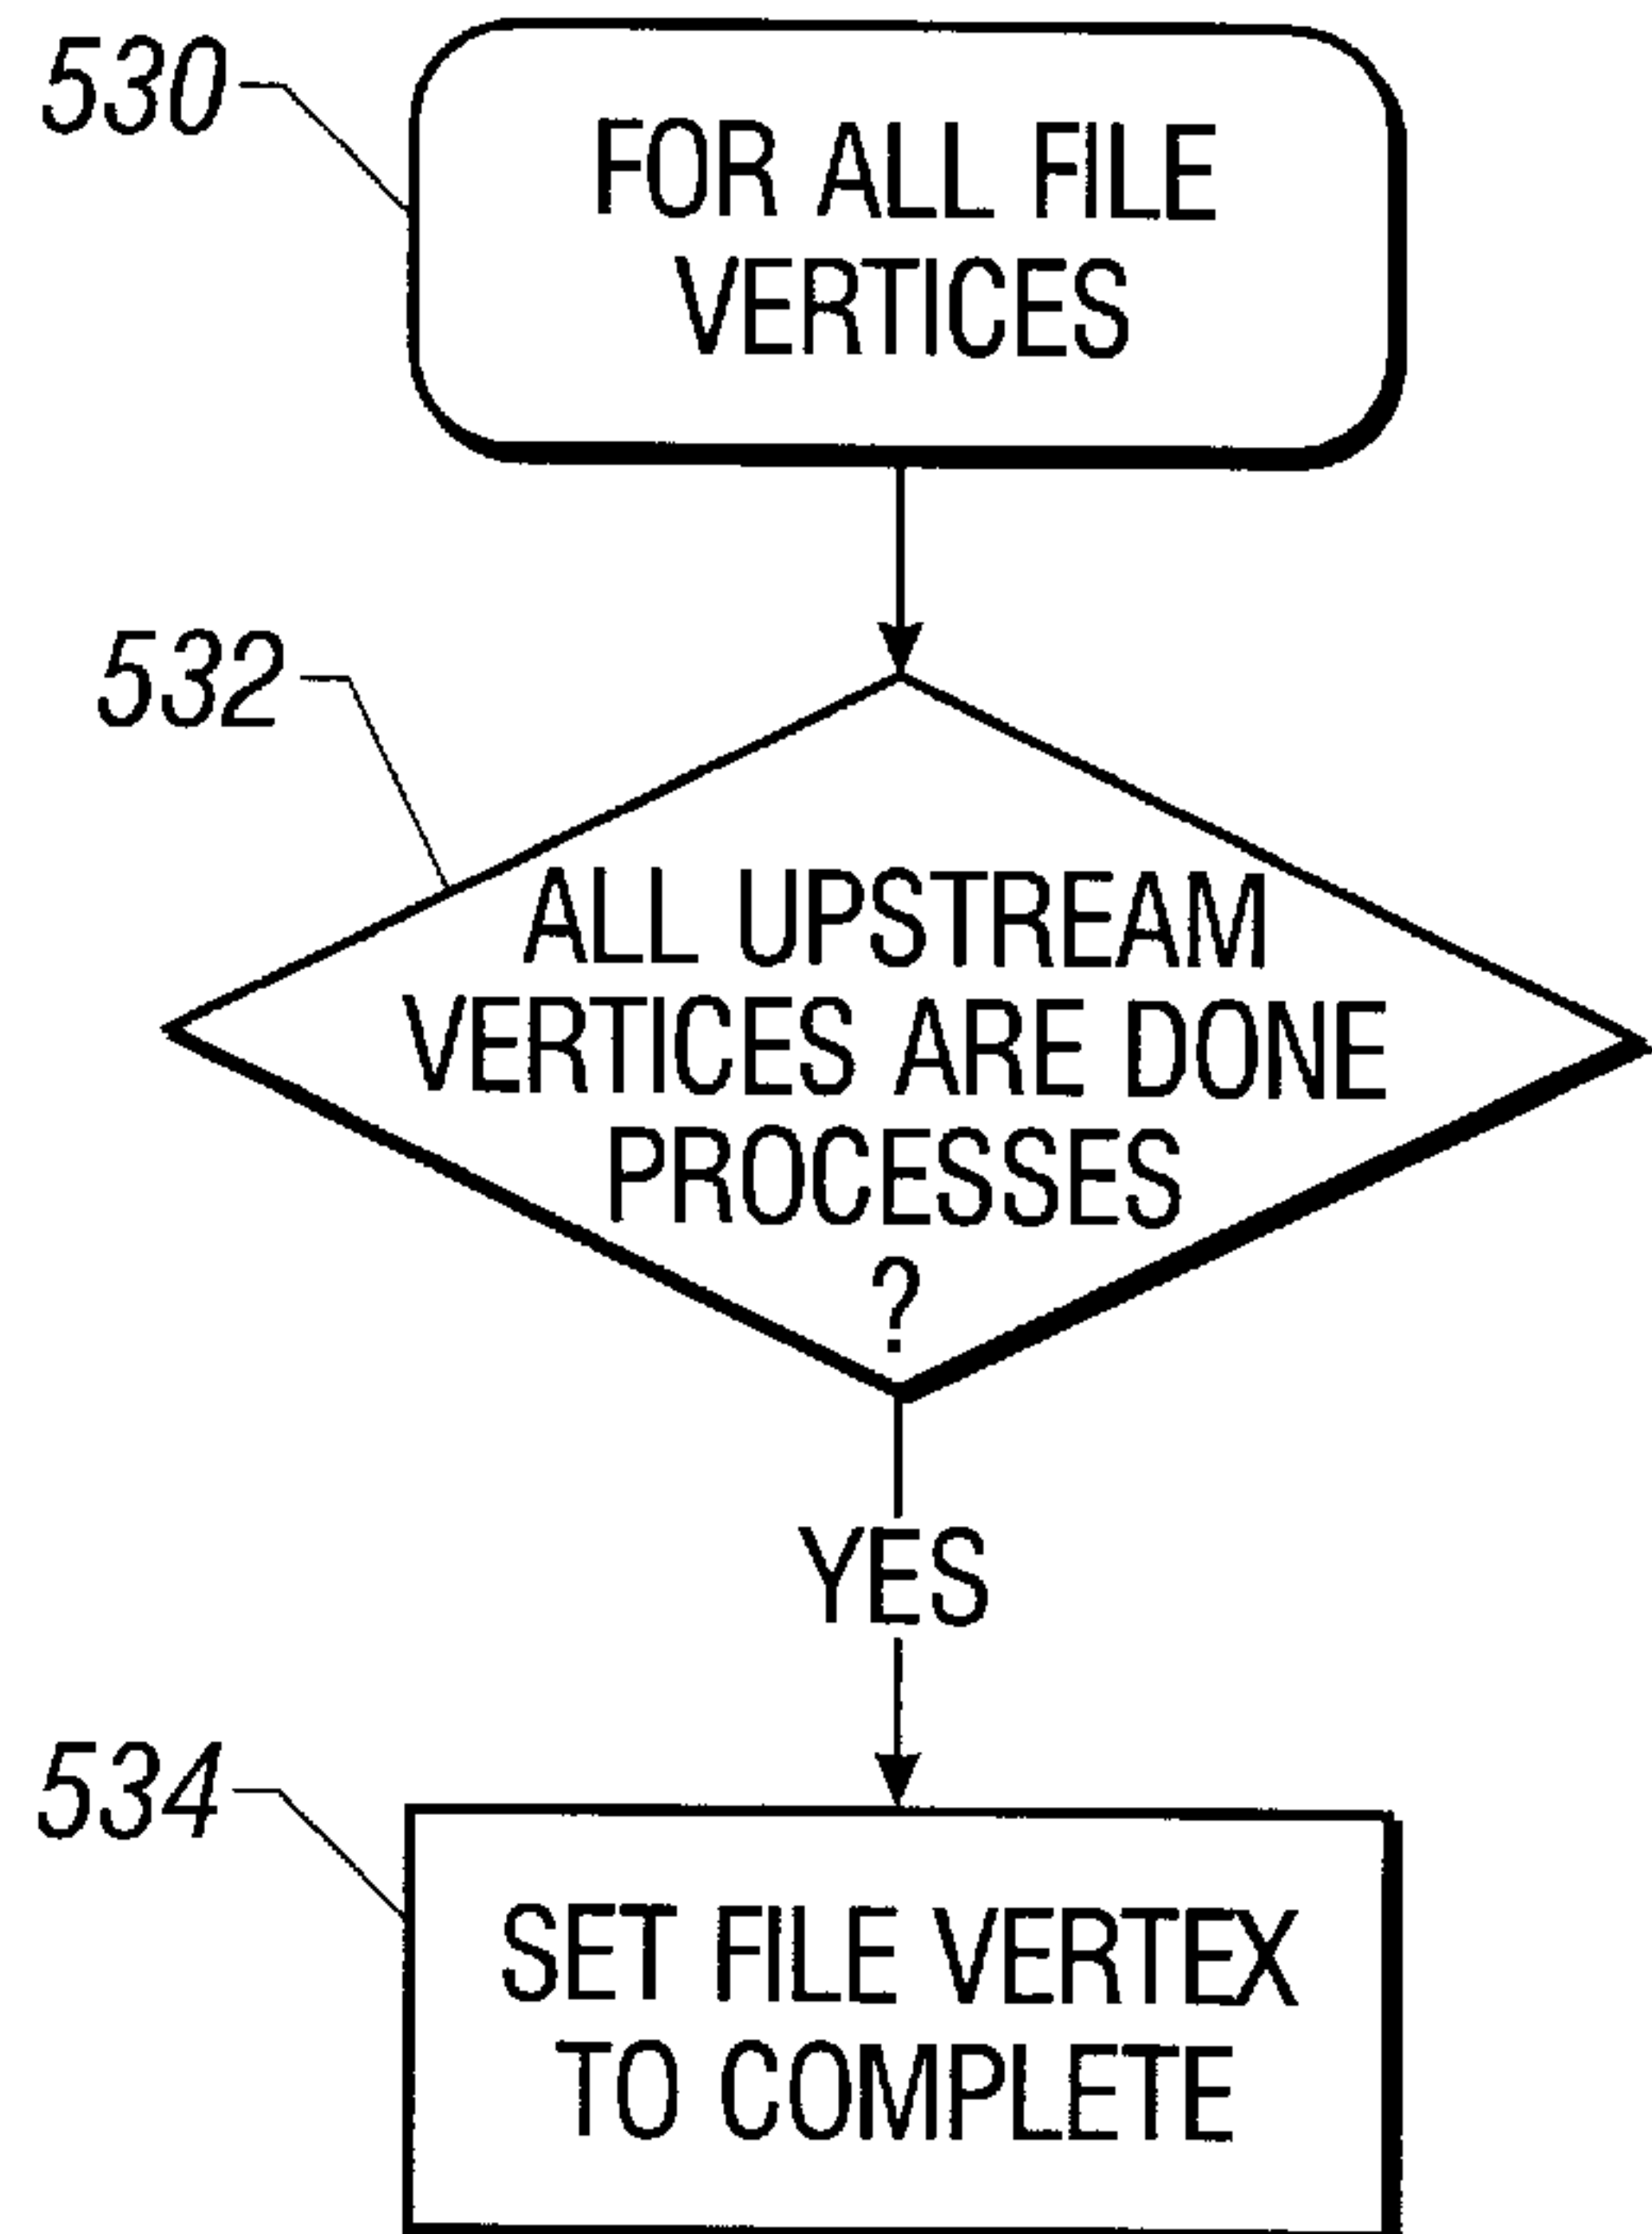 530
FOR ALL FILE
VERTICES
532
ALL UPSTREAM
VERTICES ARE DONE
PROCESSES
?
YES
534
SET FILE VERTEX
TO COMPLETE